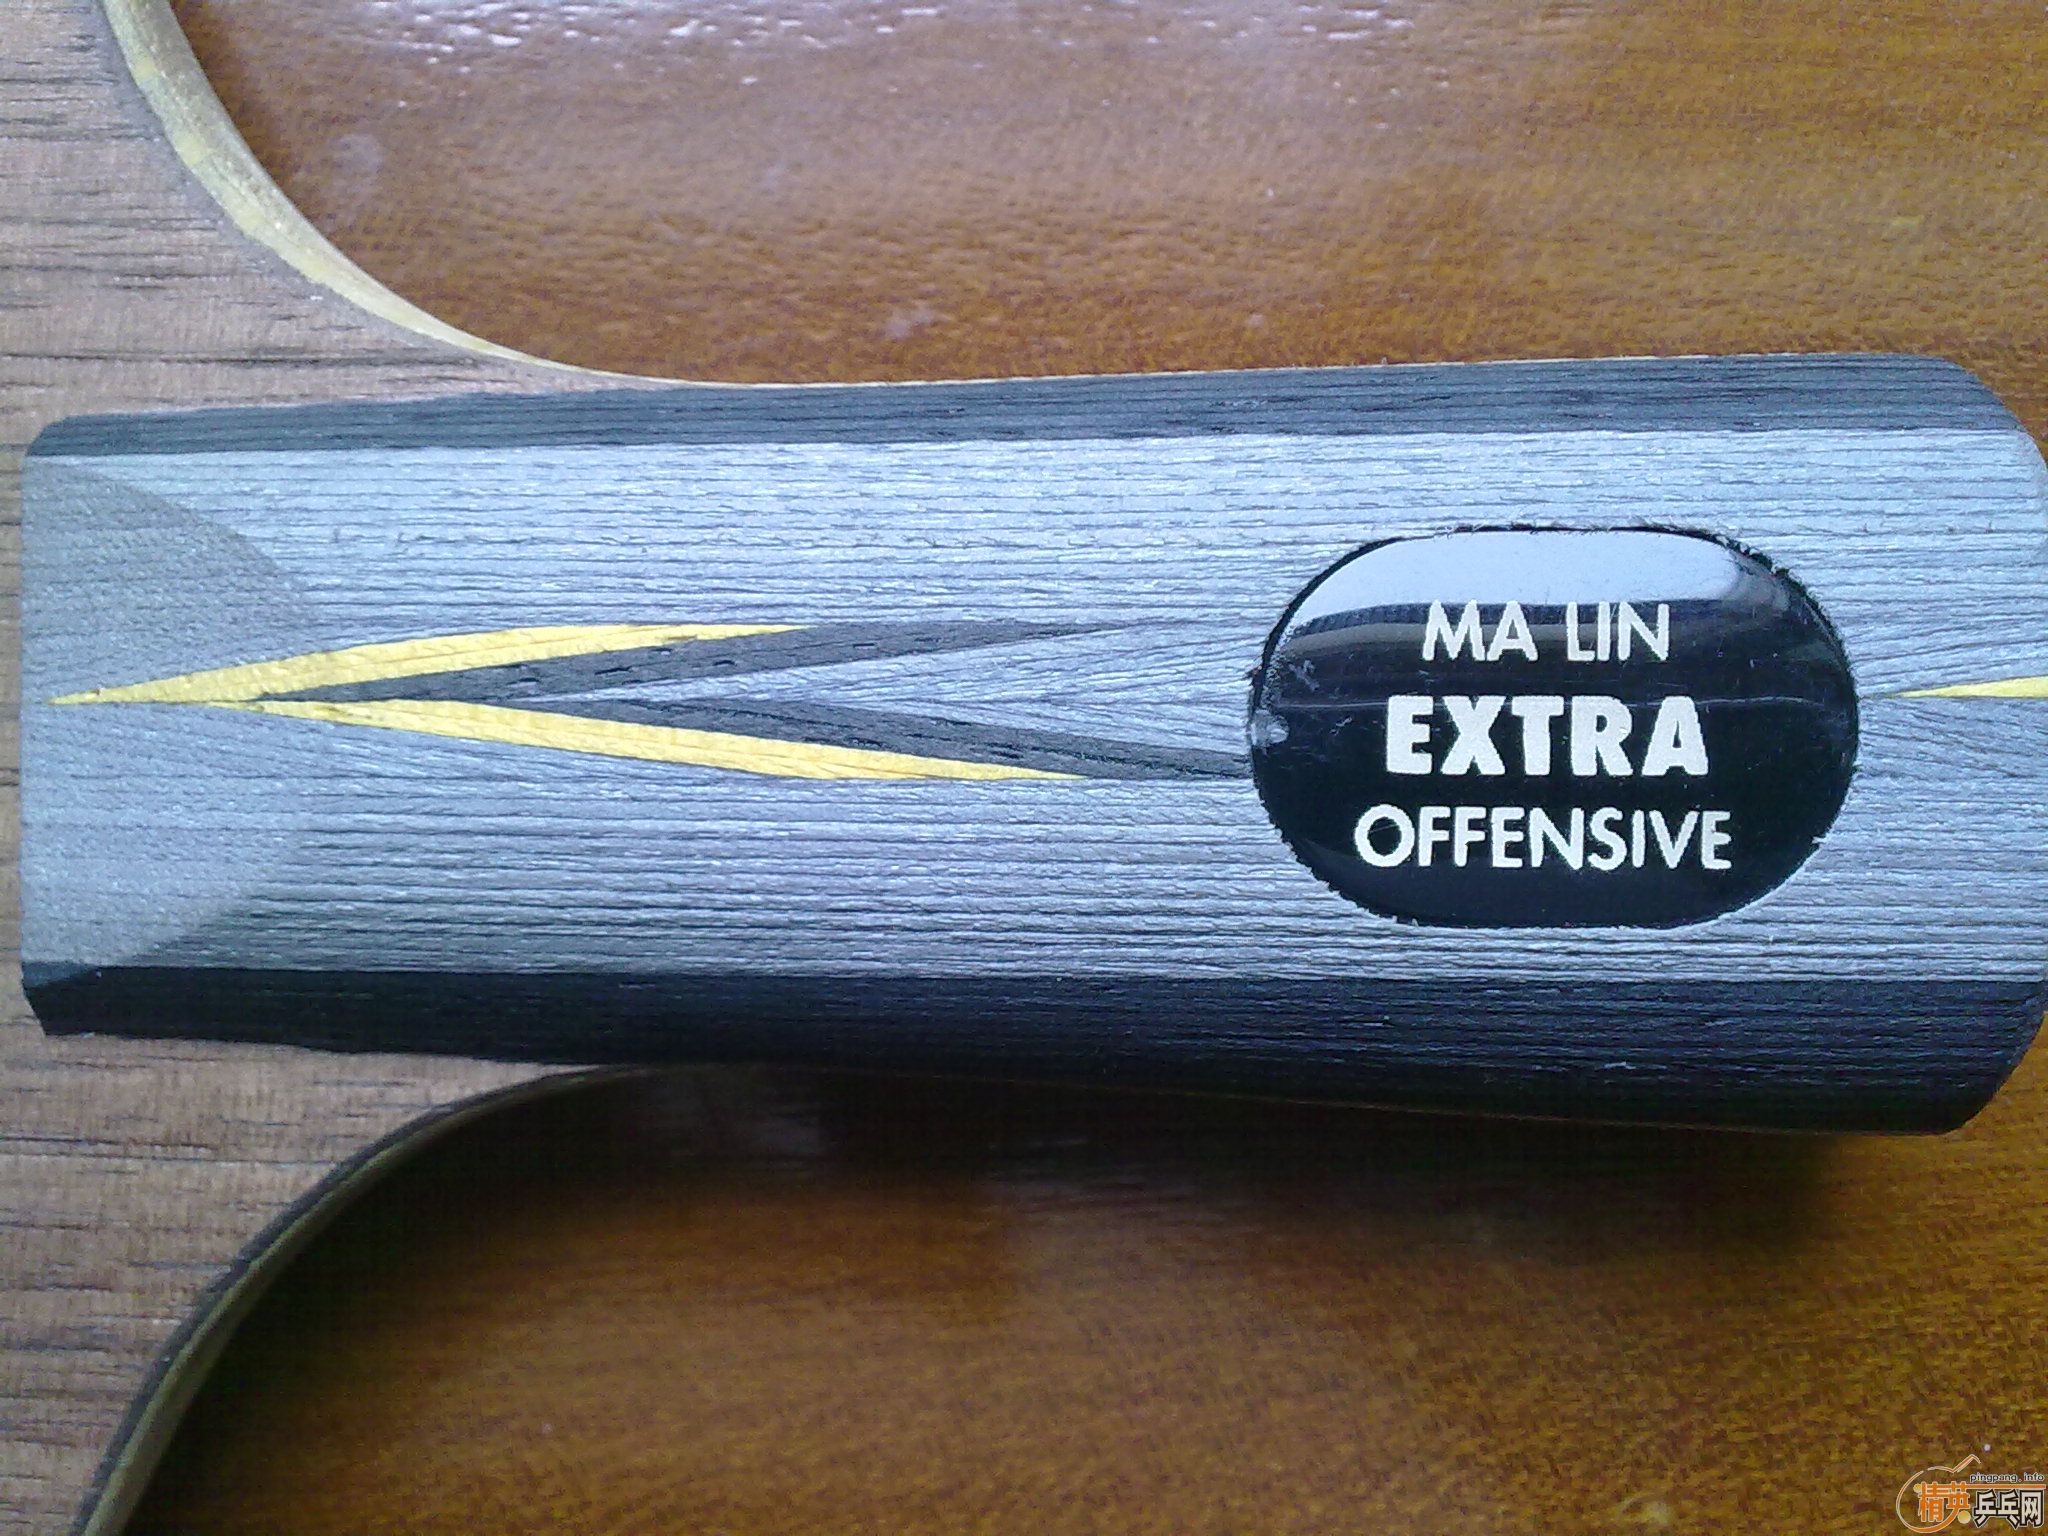 MA LIN
EXTRA
OFFENSIVE
pingpang.info
精英乒乓网